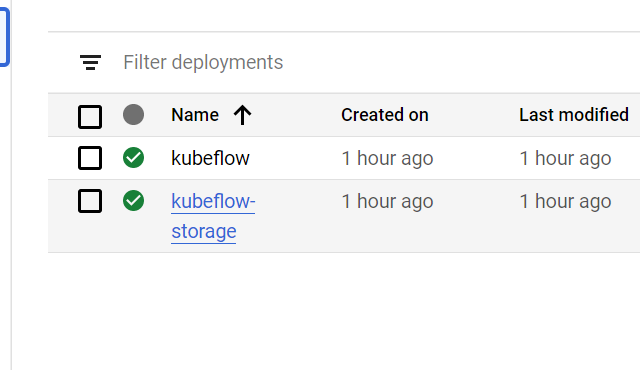 Filter deployments
Name Created on Last modified
kubeflow 1 hour ago 1 hour ago
kubeflow- 1 hour ago 1 hour ago
storage